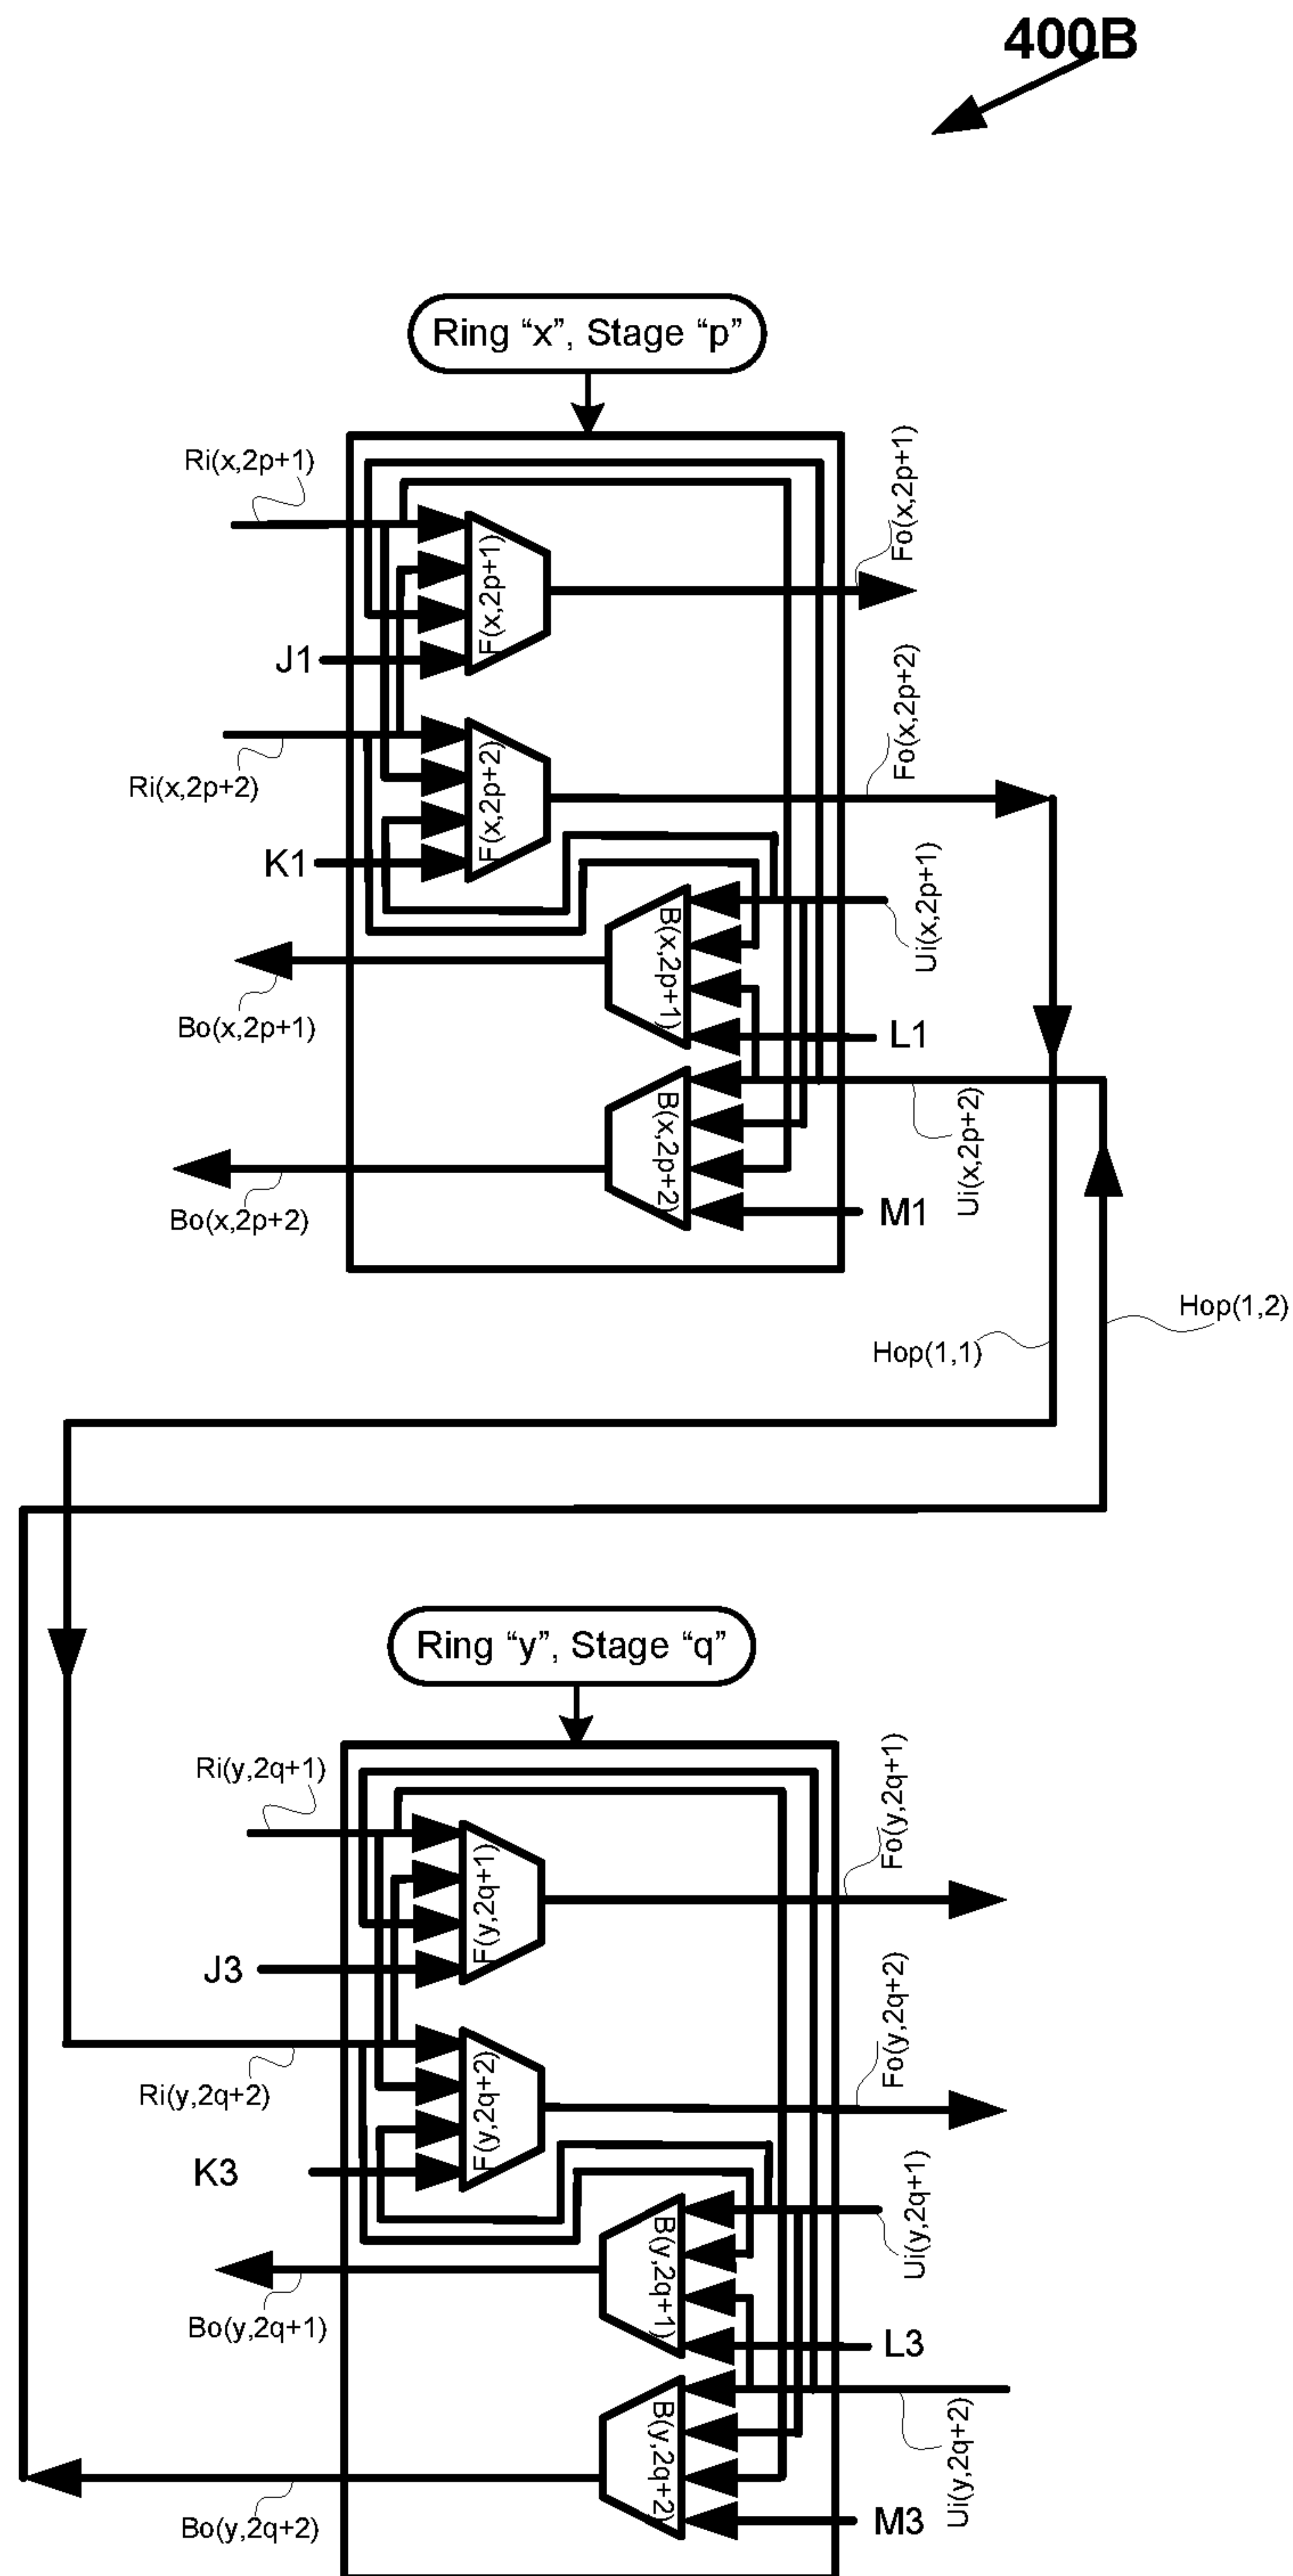 400B
Ring “x”, Stage “p”
Ri(x,2p+1)
Fo(x,2p+1)
F(x,2p+1)
J1
Fo(x,2p+2)
Ri(x,2p+2)
F(x,2p+2)
K1
Ui(x,2p+1)
B(x,2p+1)
Bo(x,2p+1)
L1
Ui(x,2p+2)
B(x,2p+2)
Bo(x,2p+2)
M1
Hop(1,2)
Hop(1,1)
Ring “y”, Stage “q”
Ri(y,2q+1)
Fo(y,2q+1)
F(y,2q+1)
J3
Fo(y,2q+2)
Ri(y,2q+2)
F(y,2q+2)
K3
Ui(y,2q+1)
B(y,2q+1)
Bo(y,2q+1)
L3
Ui(y,2q+2)
B(y,2q+2)
Bo(y,2q+2)
M3